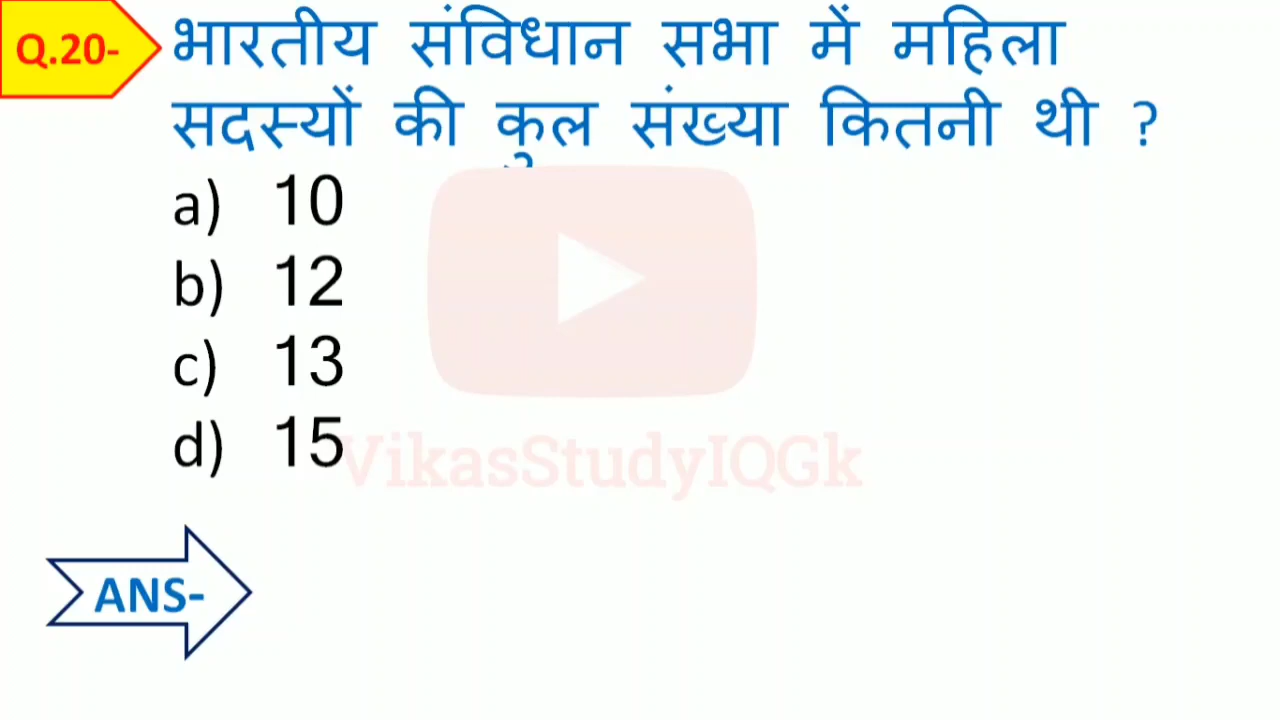 Q.20-
भारतीय संविधान सभा में महिला
सदस्यों की कुल संख्या कितनी थी ?
a) 10
b) 12
c) 13
d) 15
VikasStudyIQGk
ANS-